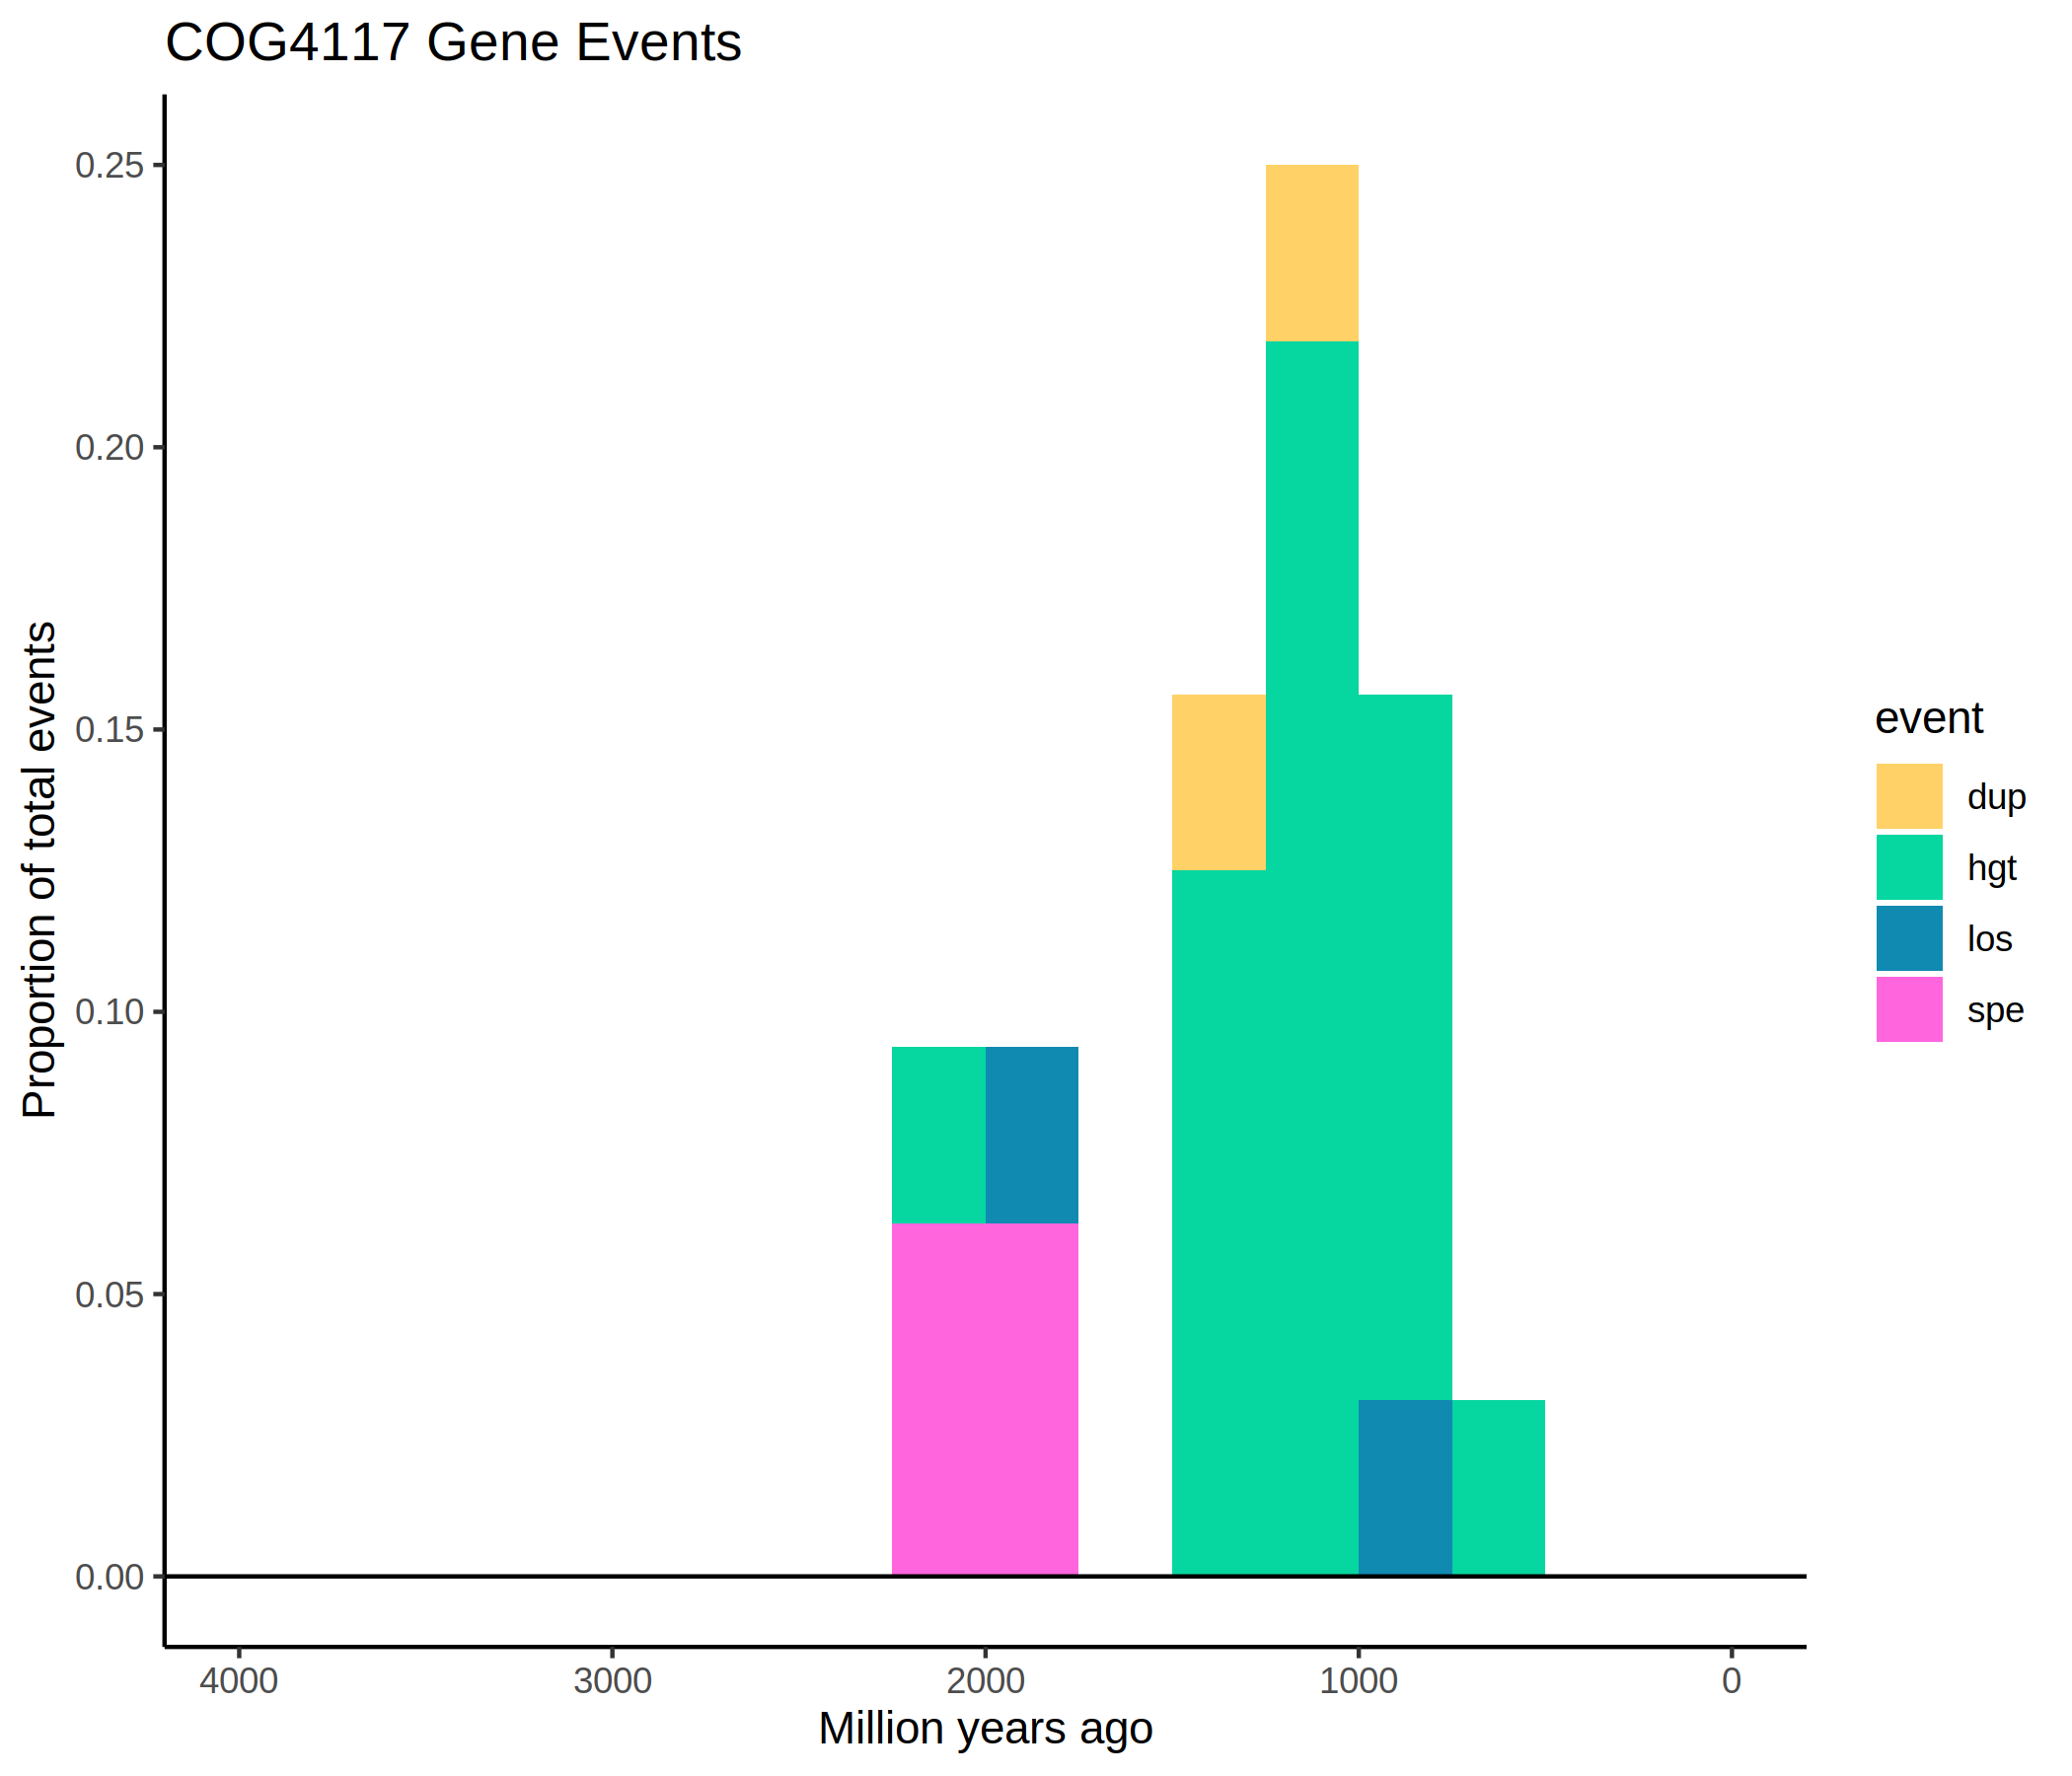 COG4117 Gene Events
Proportion of total events
0.25
0.20
0.15
0.10
0.05
0.00
4000 3000 2000 1000 0
Million years ago
event
dup
hgt
los
spe